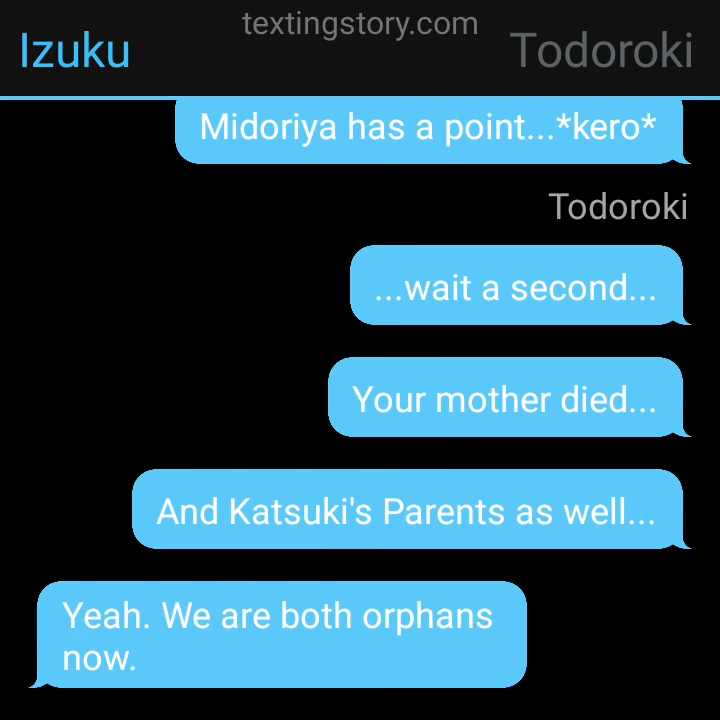 textingstory.com
Izuku
Todoroki
Midoriya has a point...*kero*
Todoroki
...wait a second...
Your mother died...
And Katsuki's Parents as well...
Yeah. We are both orphans
now.